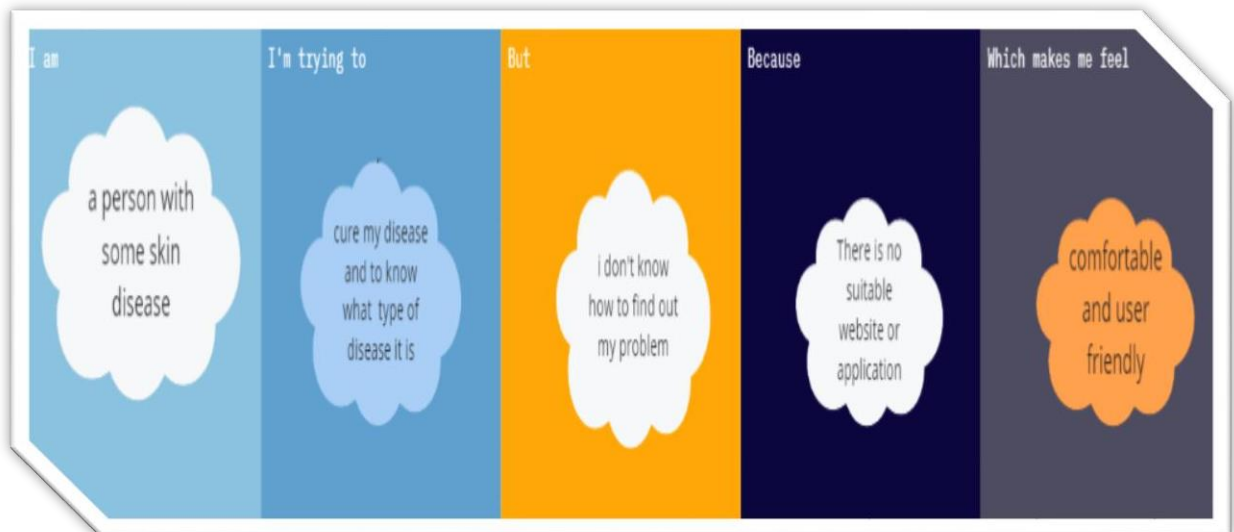 I am
a person with
some skin
disease
I'm trying to
cure my disease
and to know
what type of
disease it is
But
i don't know
how to find out
my problem
Because
There is no
suitable
website or
application
Which makes me feel
comfortable
and user
friendly